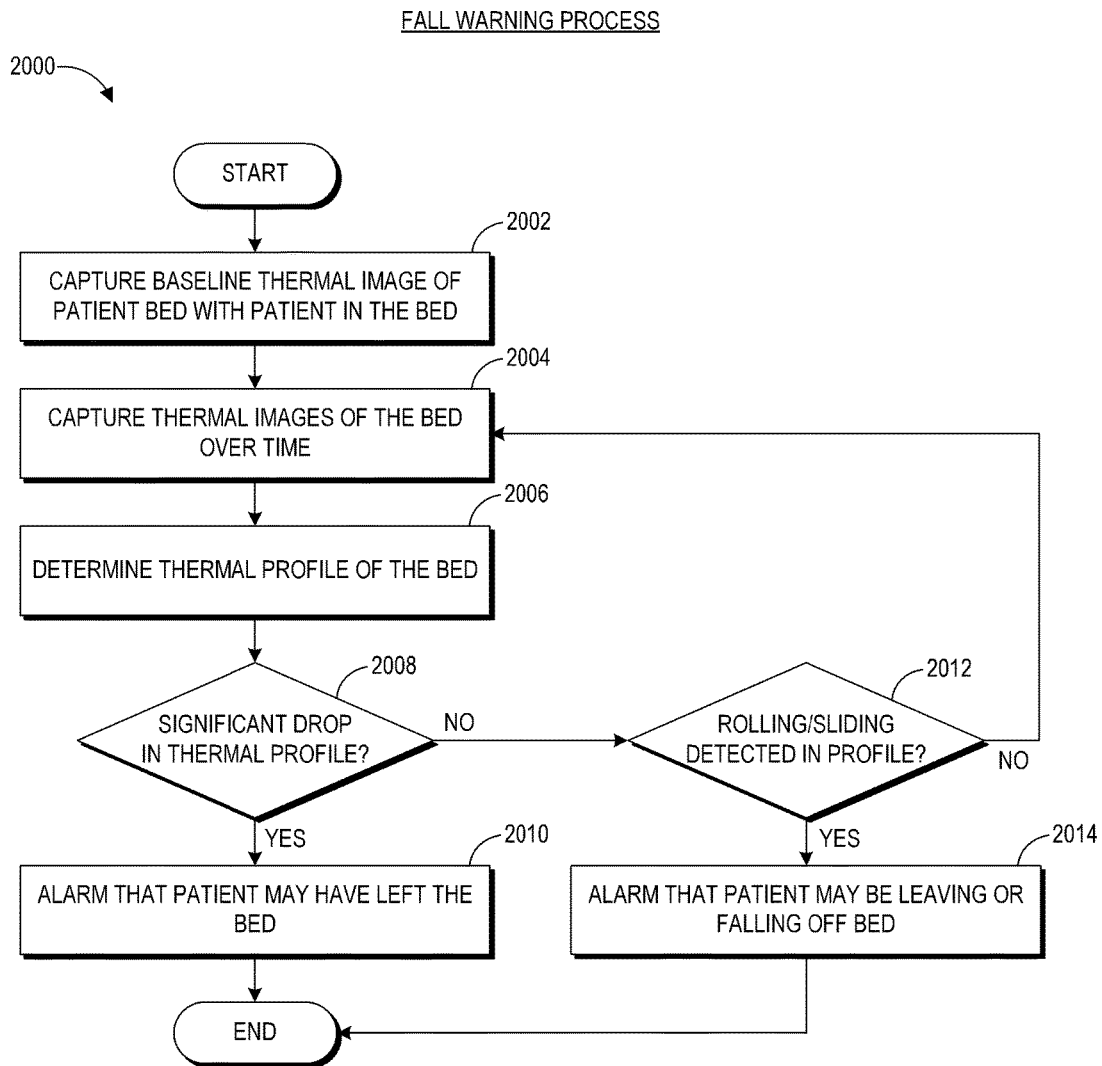 FALL WARNING PROCESS
2000
START
2002
CAPTURE BASELINE THERMAL IMAGE OF
PATIENT BED WITH PATIENT IN THE BED
2004
CAPTURE THERMAL IMAGES OF THE BED
OVER TIME
2006
DETERMINE THERMAL PROFILE OF THE BED
2008
SIGNIFICANT DROP
IN THERMAL PROFILE?
NO
2012
ROLLING/SLIDING
DETECTED IN PROFILE?
NO
YES
2010
ALARM THAT PATIENT MAY HAVE LEFT THE
BED
YES
2014
ALARM THAT PATIENT MAY BE LEAVING OR
FALLING OFF BED
END